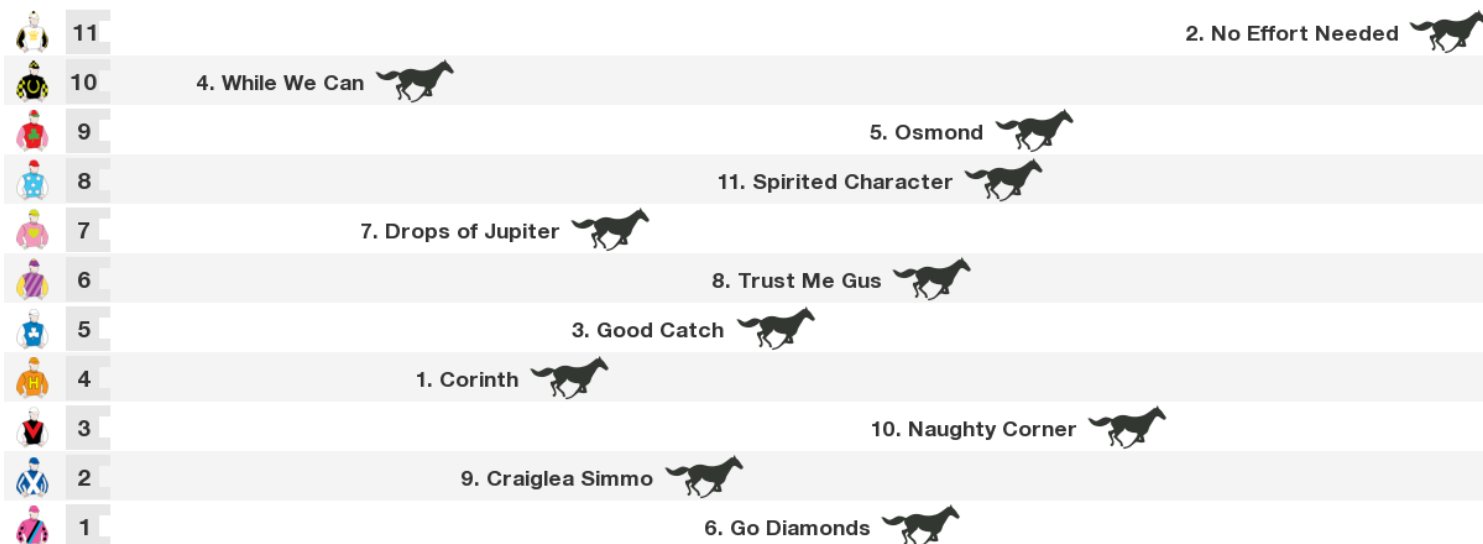 11 2. No Effort Needed
10 4. While We Can
9 5. Osmond
8 11. Spirited Character
7 7. Drops of Jupiter
6 8. Trust Me Gus
5 3. Good Catch
H 4 1. Corinth
3 10. Naughty Corner
2 9. Craiglea Simmo
1 6. Go Diamonds